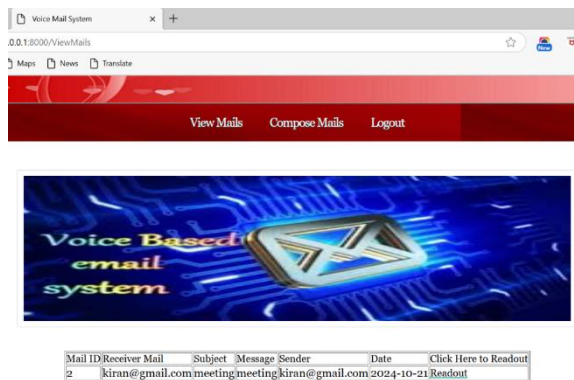 Voice Mail System
.0.0.1:8000/ViewMails
New
Maps News Translate
View Mails Compose Mails Logout
Voice Based
email
system
Mail ID Receiver Mail Subject Message Sender Date Click Here to Readout
2 kiran@gmail.com meeting meeting kiran@gmail.com 2024-10-21 Readout